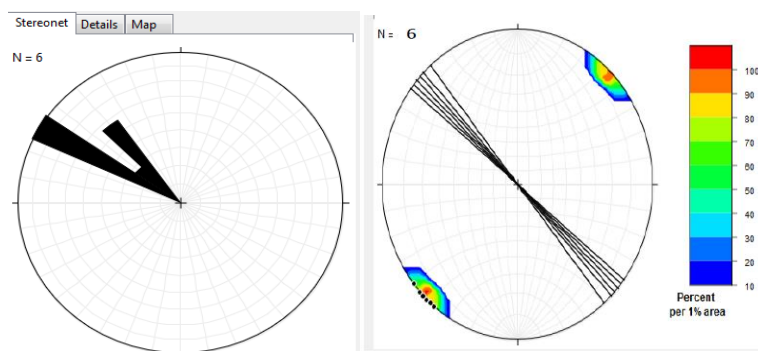 Stereonet Details Map
N = 6
N = 6
100
90
80
70
60
50
40
30
20
10
Percent
per 1% area